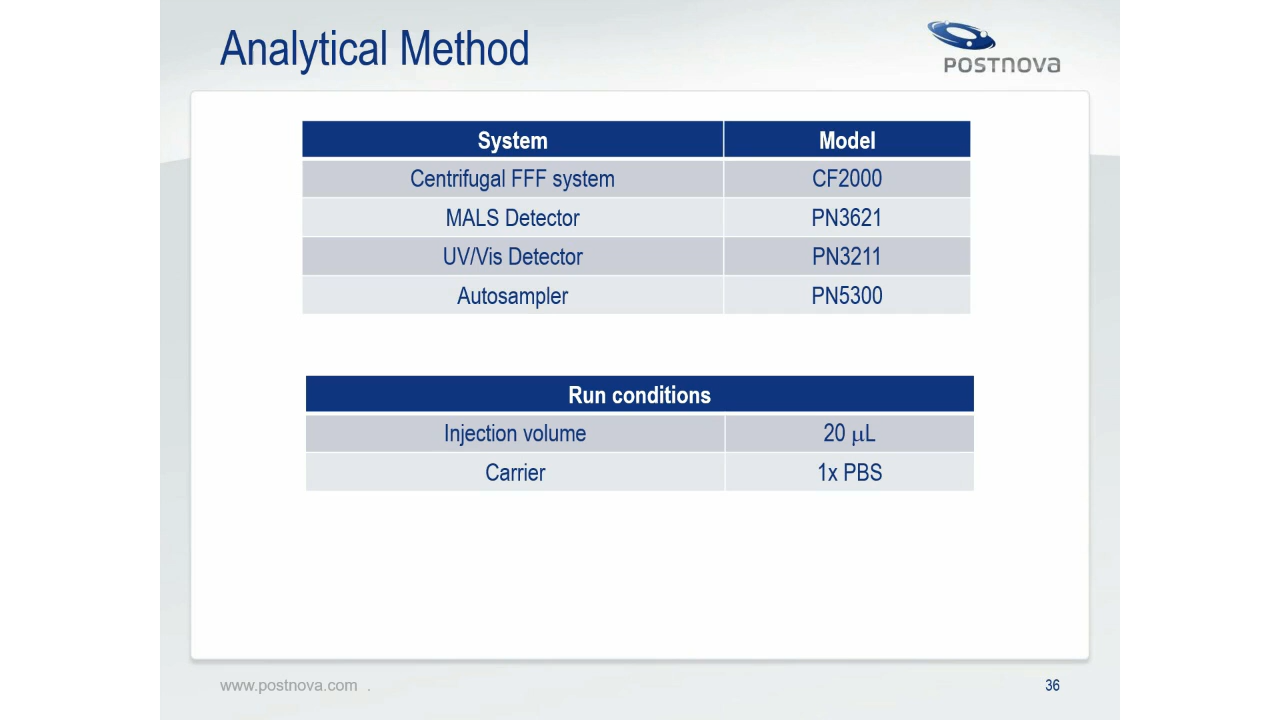 Analytical Method
POSTNOVA
System Model
Centrifugal FFF system CF2000
MALS Detector PN3621
UV/Vis Detector PN3211
Autosampler PN5300
Run conditions
Injection volume 20 μL
Carrier 1x PBS
www.postnova.com .
36